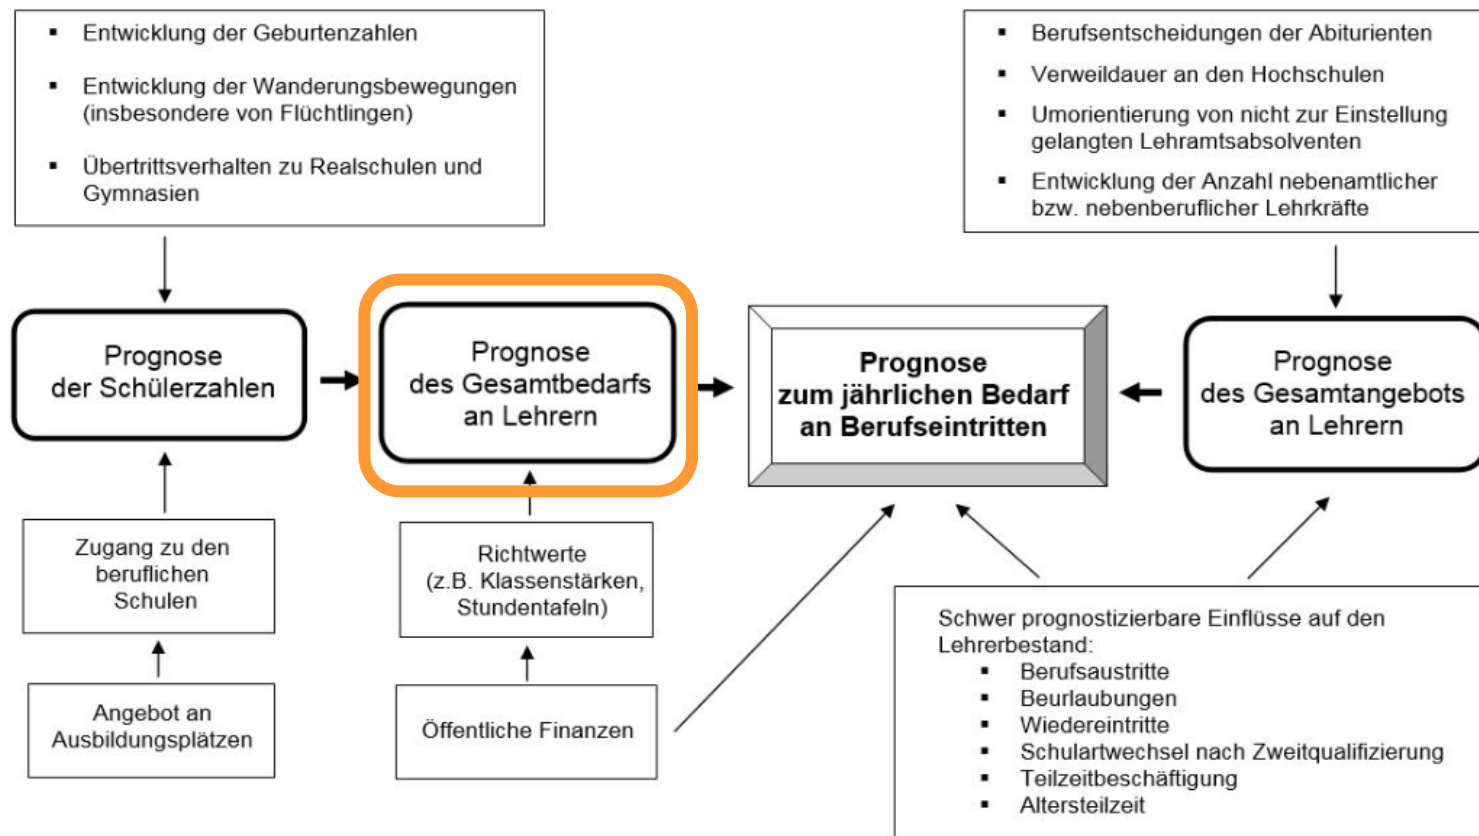 ▪ Entwicklung der Geburtenzahlen
▪ Entwicklung der Wanderungsbewegungen
(insbesondere von Flüchtlingen)
▪ Übertrittsverhalten zu Realschulen und
Gymnasien
▪ Berufsentscheidungen der Abiturienten
▪ Verweildauer an den Hochschulen
▪ Umorientierung von nicht zur Einstellung
gelangten Lehramtsabsolventen
▪ Entwicklung der Anzahl nebenamtlicher
bzw. nebenberuflicher Lehrkräfte
Prognose
der Schülerzahlen
Prognose
des Gesamtbedarfs
an Lehrern
Prognose
zum jährlichen Bedarf
an Berufseintritten
Prognose
des Gesamtangebots
an Lehrern
Zugang zu den
beruflichen
Schulen
Richtwerte
(z.B. Klassenstärken,
Stundentafeln)
Angebot an
Ausbildungsplätzen
Öffentliche Finanzen
Schwer prognostizierbare Einflüsse auf den
Lehrerbestand:
▪ Berufsaustritte
▪ Beurlaubungen
▪ Wiedereintritte
▪ Schulartwechsel nach Zweitqualifizierung
▪ Teilzeitbeschäftigung
▪ Altersteilzeit